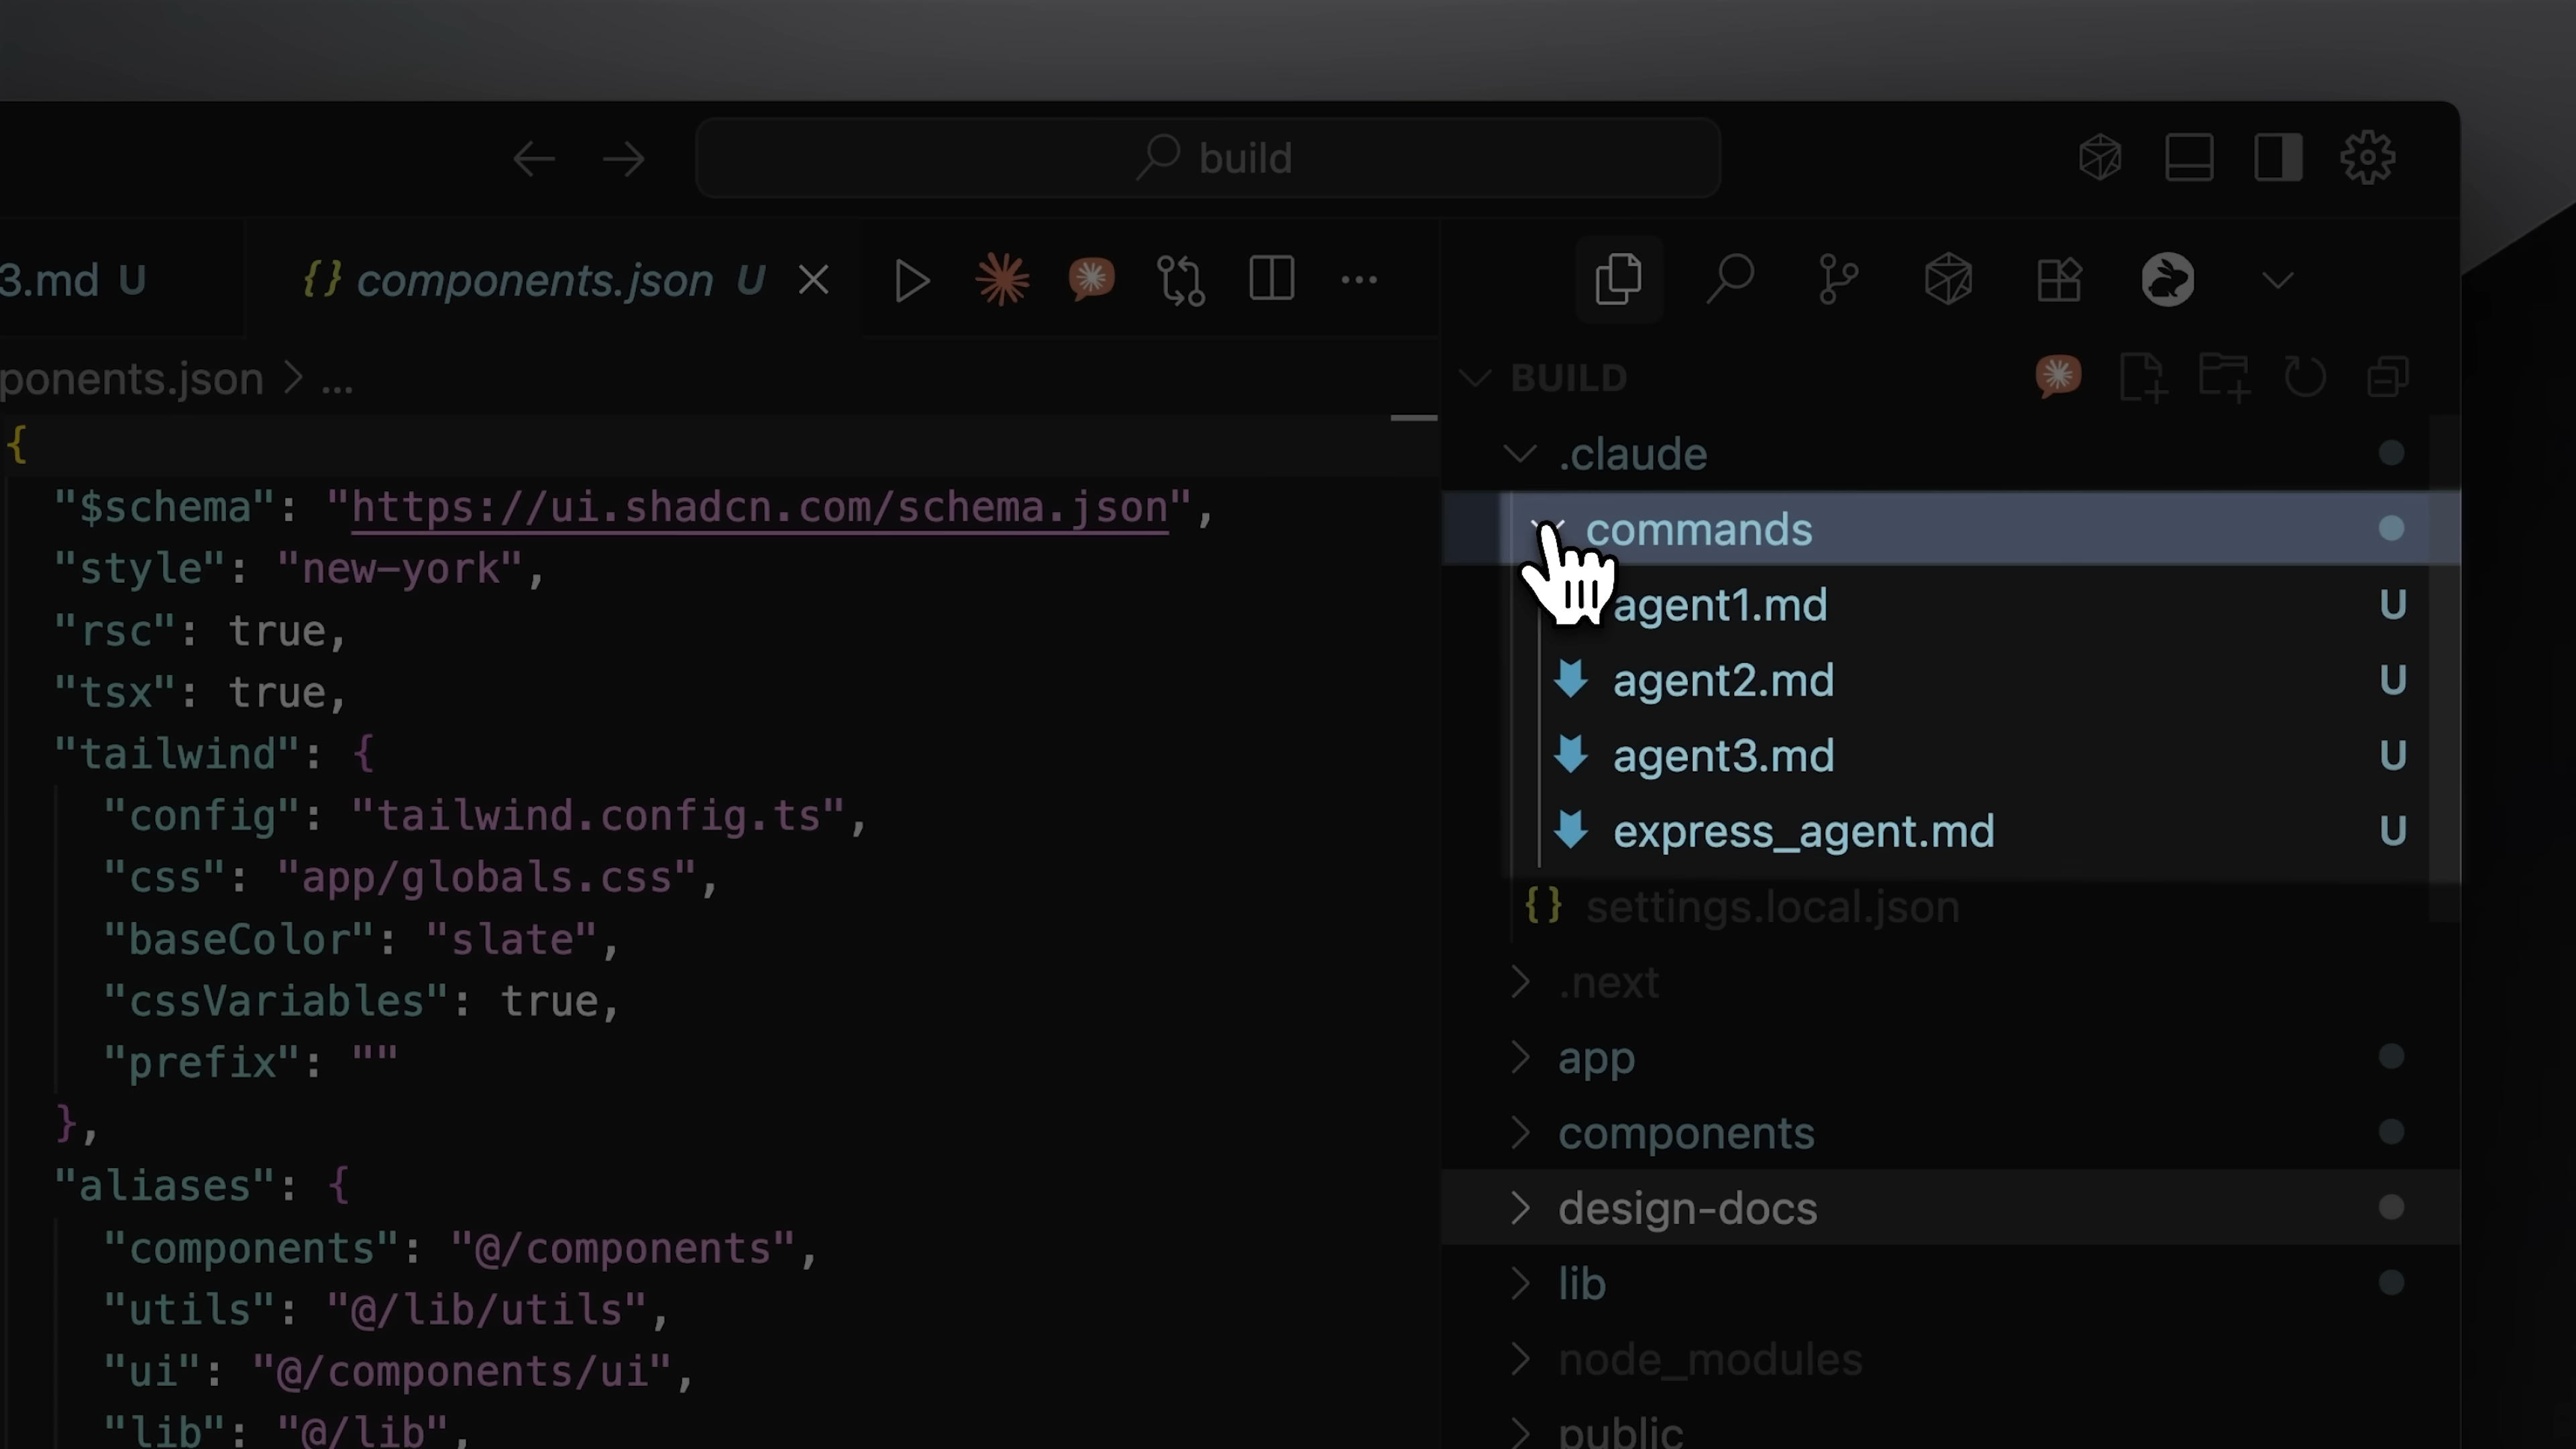 build
3.md U
{} components.json U
ponents.json > ...
{
"$schema": "https://ui.shadcn.com/schema.json",
"style": "new-york",
"rsc": true,
"tsx": true,
"tailwind": {
"config": "tailwind.config.ts",
"css": "app/globals.css",
"baseColor": "slate",
"cssVariables": true,
"prefix": ""
},
"aliases": {
"components": "@/components",
"utils": "@/lib/utils",
"ui": "@/components/ui",
"lib": "@/lib",
BUILD
.claude
commands
agent1.md U
agent2.md U
agent3.md U
express_agent.md U
{} settings.local.json
.next
app
components
design-docs
lib
node_modules
public